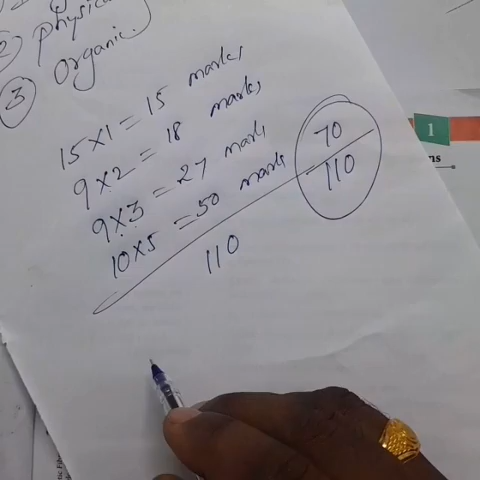 ② Physical
③ Organic.
15×1 = 15 marks
9×2 = 18 marks
9×3 = 27 marks
10×5 = 50 marks
110
70
110
1
ns